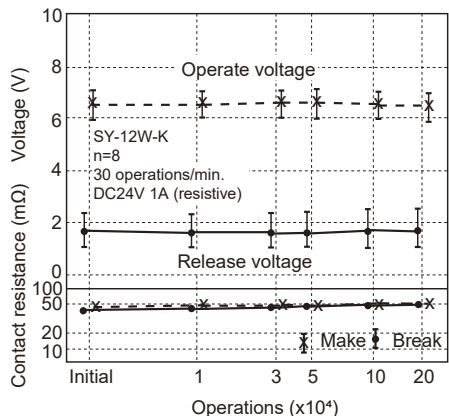 10
8
6
4
2
0
Voltage (V)
Operate voltage
SY-12W-K
n=8
30 operations/min.
DC24V 1A (resistive)
Release voltage
Contact resistance (mΩ)
100
50
20
10
Make Break
Initial 1 3 5 10 20
Operations (x10⁴)